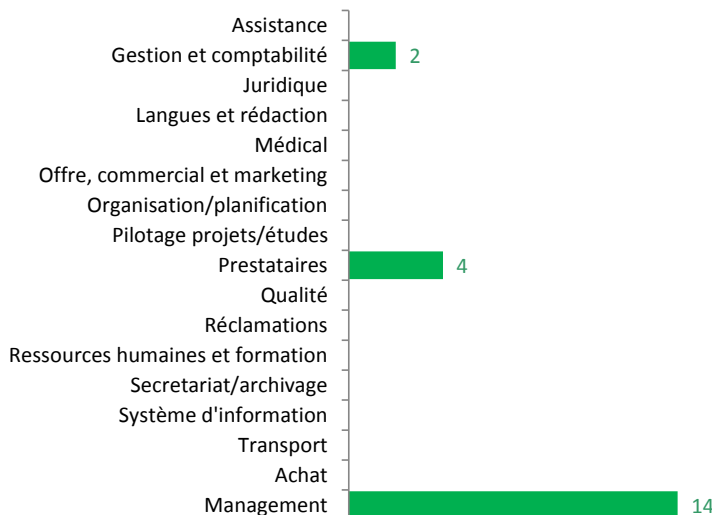 Assistance
Gestion et comptabilité 2
Juridique
Langues et rédaction
Médical
Offre, commercial et marketing
Organisation/planification
Pilotage projets/études
Prestataires 4
Qualité
Réclamations
Ressources humaines et formation
Secretariat/archivage
Système d'information
Transport
Achat
Management 14